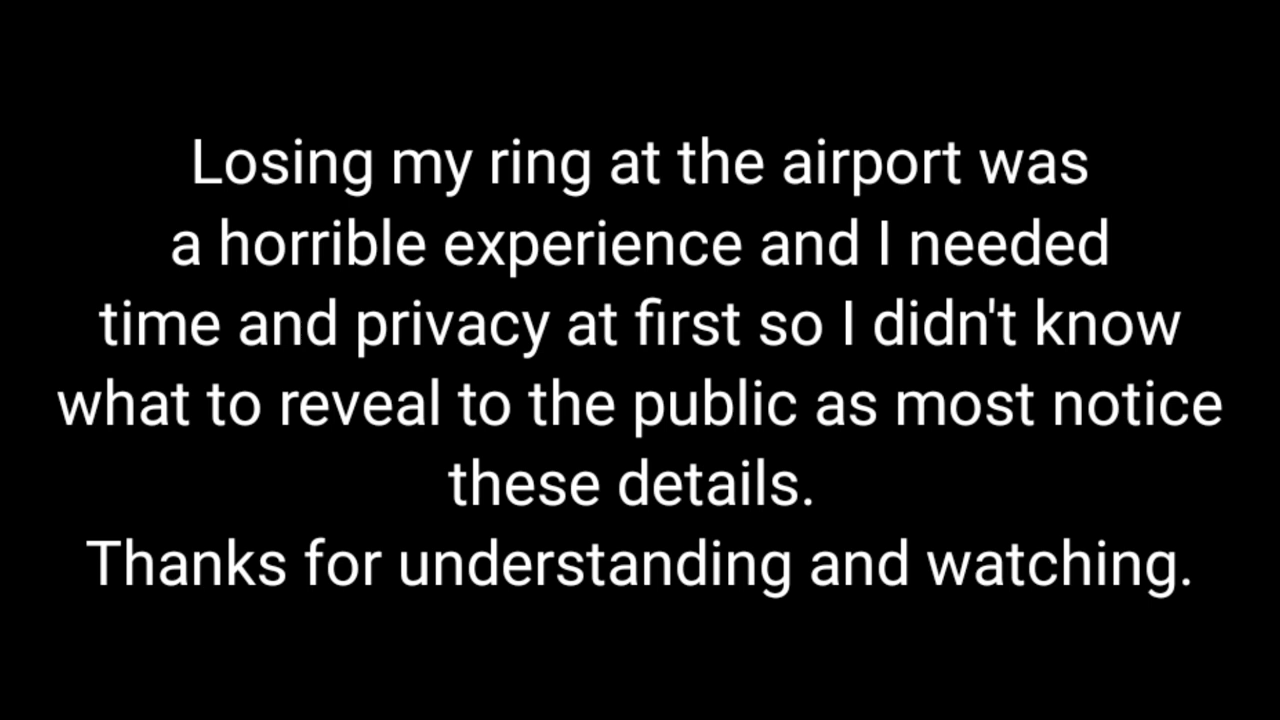 Losing my ring at the airport was
a horrible experience and I needed
time and privacy at first so I didn't know
what to reveal to the public as most notice
these details.
Thanks for understanding and watching.